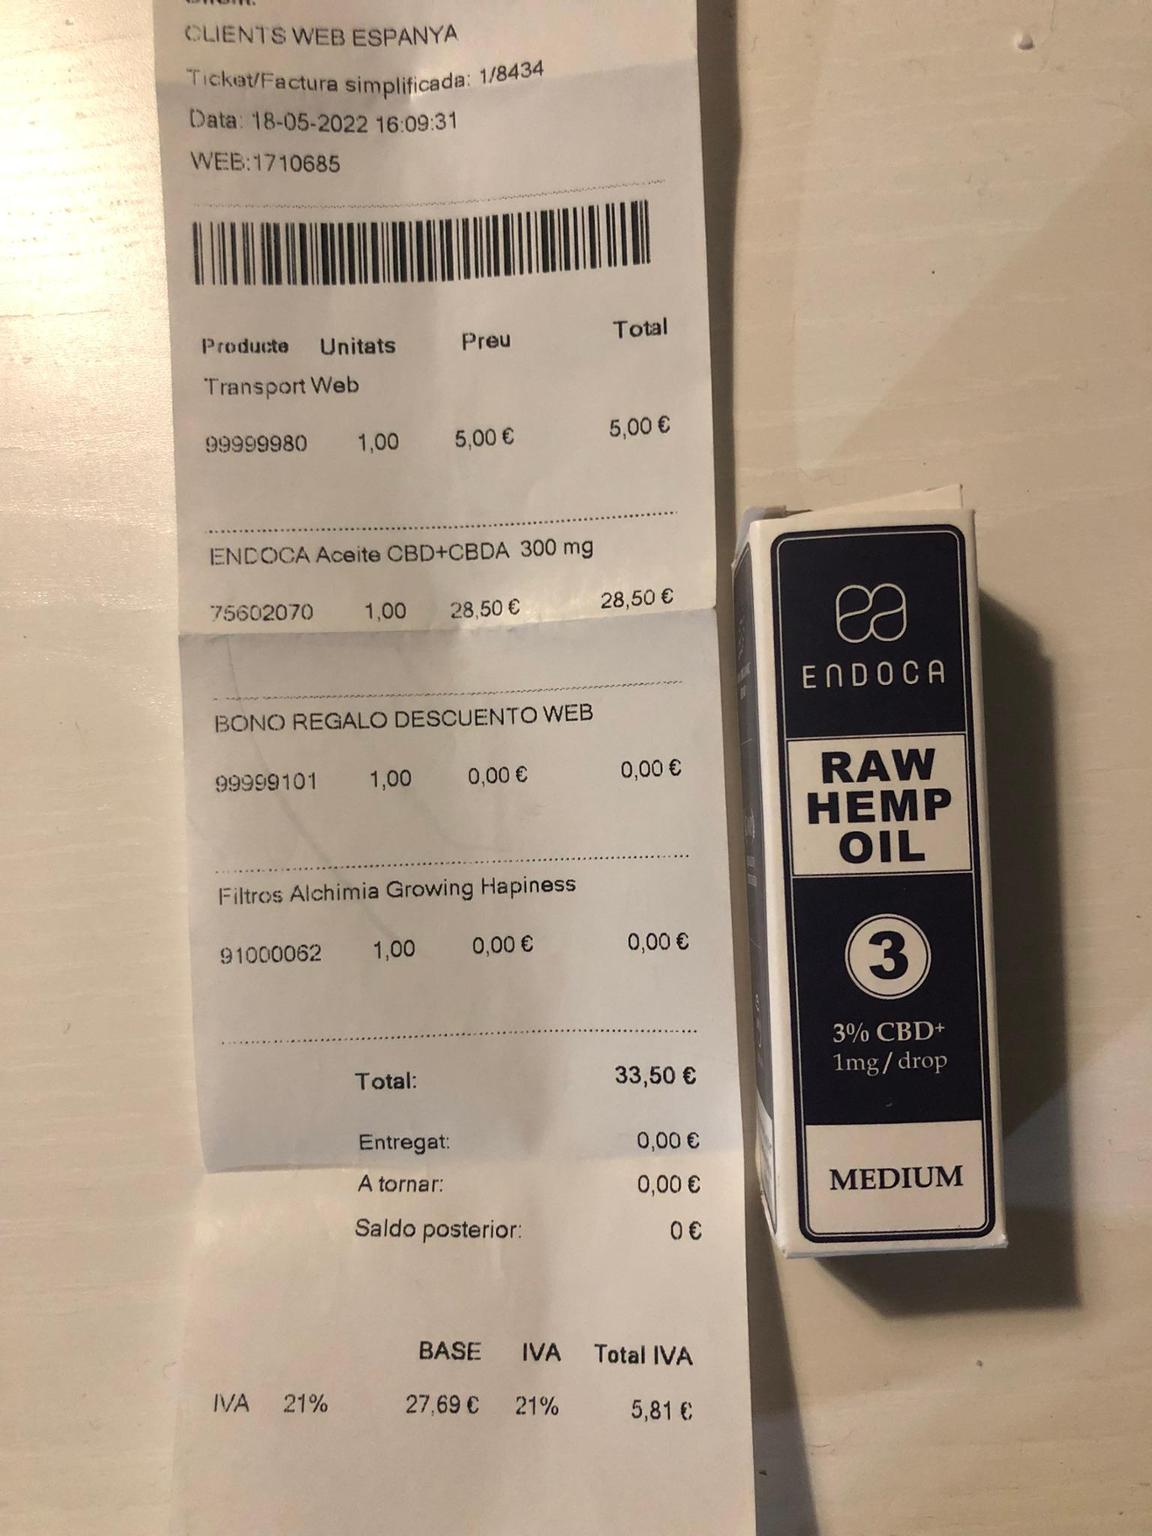 CLIENTS WEB ESPANYA
Ticket/Factura simplificada: 1/8434
Data: 18-05-2022 16:09:31
WEB:1710685
Producte Unitats Preu Total
Transport Web
99999980 1,00 5,00 € 5,00 €
ENDOCA Aceite CBD+CBDA 300 mg
75602070 1,00 28,50 € 28,50 €
BONO REGALO DESCUENTO WEB
99999101 1,00 0,00 € 0,00 €
Filtros Alchimia Growing Hapiness
91000062 1,00 0,00 € 0,00 €
Total: 33,50 €
Entregat: 0,00 €
A tornar: 0,00 €
Saldo posterior: 0 €
BASE IVA Total IVA
IVA 21% 27,69 € 21% 5,81 €
ENDOCA
RAW
HEMP
OIL
3
3% CBD+
1mg/drop
MEDIUM